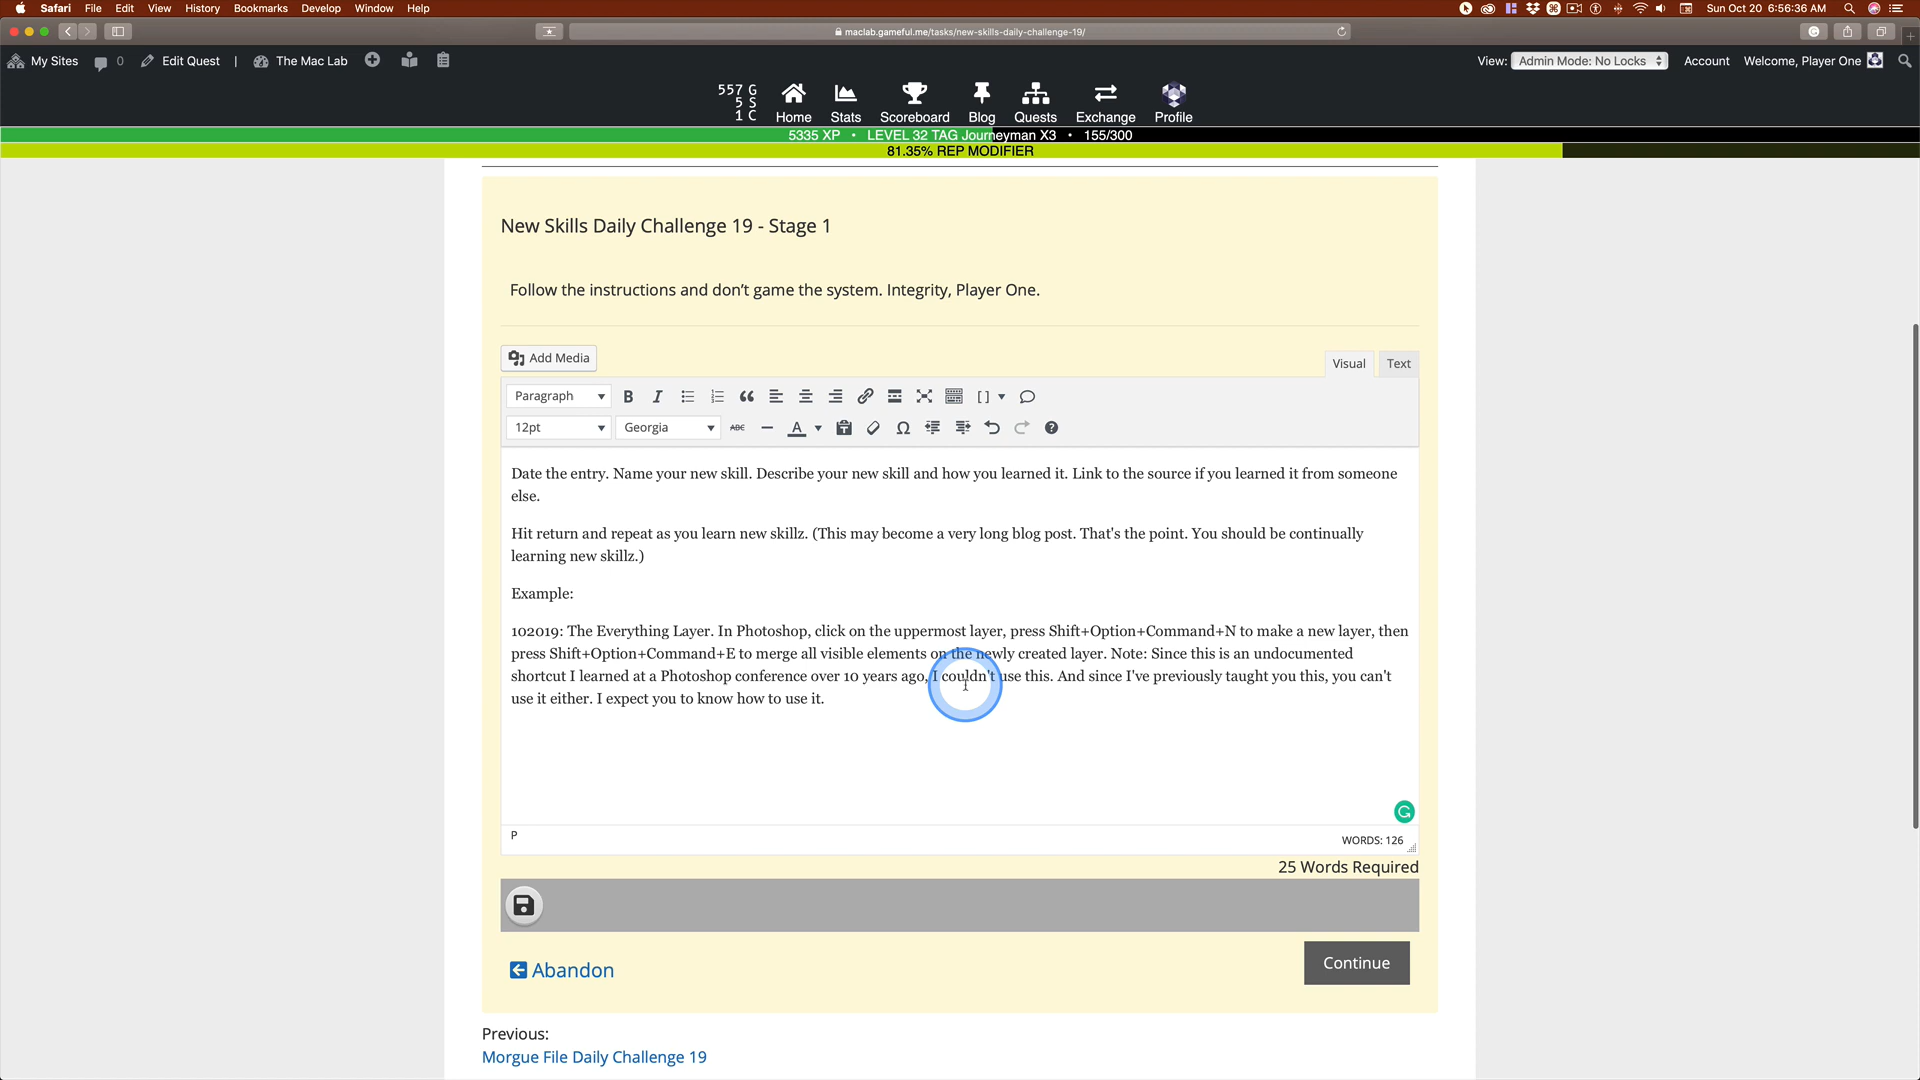 Safari File Edit View History Bookmarks Develop Window Help Sun Oct 20 6:56:36 AM
maclab.gameful.me/tasks/new-skills-daily-challenge-19/
My Sites 0 Edit Quest | The Mac Lab View: Admin Mode: No Locks Account Welcome, Player One
557 G
5 S
1 C
Home Stats Scoreboard Blog Quests Exchange Profile
5335 XP • LEVEL 32 TAG Journeyman X3 • 155/300
81.35% REP MODIFIER
New Skills Daily Challenge 19 - Stage 1
Follow the instructions and don't game the system. Integrity, Player One.
Add Media Visual Text
Paragraph B I [ ]
12pt Georgia ABC A Ω
Date the entry. Name your new skill. Describe your new skill and how you learned it. Link to the source if you learned it from someone
else.
Hit return and repeat as you learn new skillz. (This may become a very long blog post. That's the point. You should be continually
learning new skillz.)
Example:
102019: The Everything Layer. In Photoshop, click on the uppermost layer, press Shift+Option+Command+N to make a new layer, then
press Shift+Option+Command+E to merge all visible elements on the newly created layer. Note: Since this is an undocumented
shortcut I learned at a Photoshop conference over 10 years ago, I couldn't use this. And since I've previously taught you this, you can't
use it either. I expect you to know how to use it.
P WORDS: 126
25 Words Required
Abandon Continue
Previous:
Morgue File Daily Challenge 19